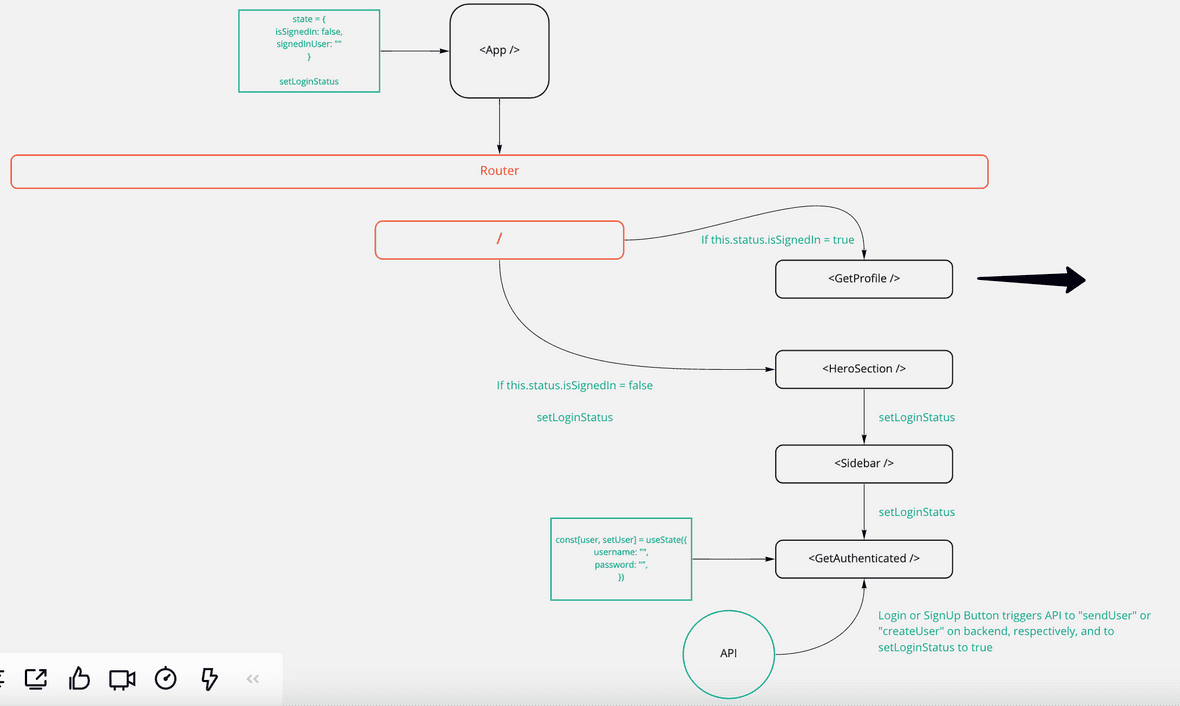 state = {
isSignedIn: false,
signedInUser: ""
}
setLoginStatus
<App />
Router
/
If this.status.isSignedIn = true
<GetProfile />
<HeroSection />
If this.status.isSignedIn = false
setLoginStatus
setLoginStatus
<Sidebar />
setLoginStatus
const[user, setUser] = useState({
username: "",
password: "",
})
<GetAuthenticated />
API
Login or SignUp Button triggers API to "sendUser" or
"createUser" on backend, respectively, and to
setLoginStatus to true